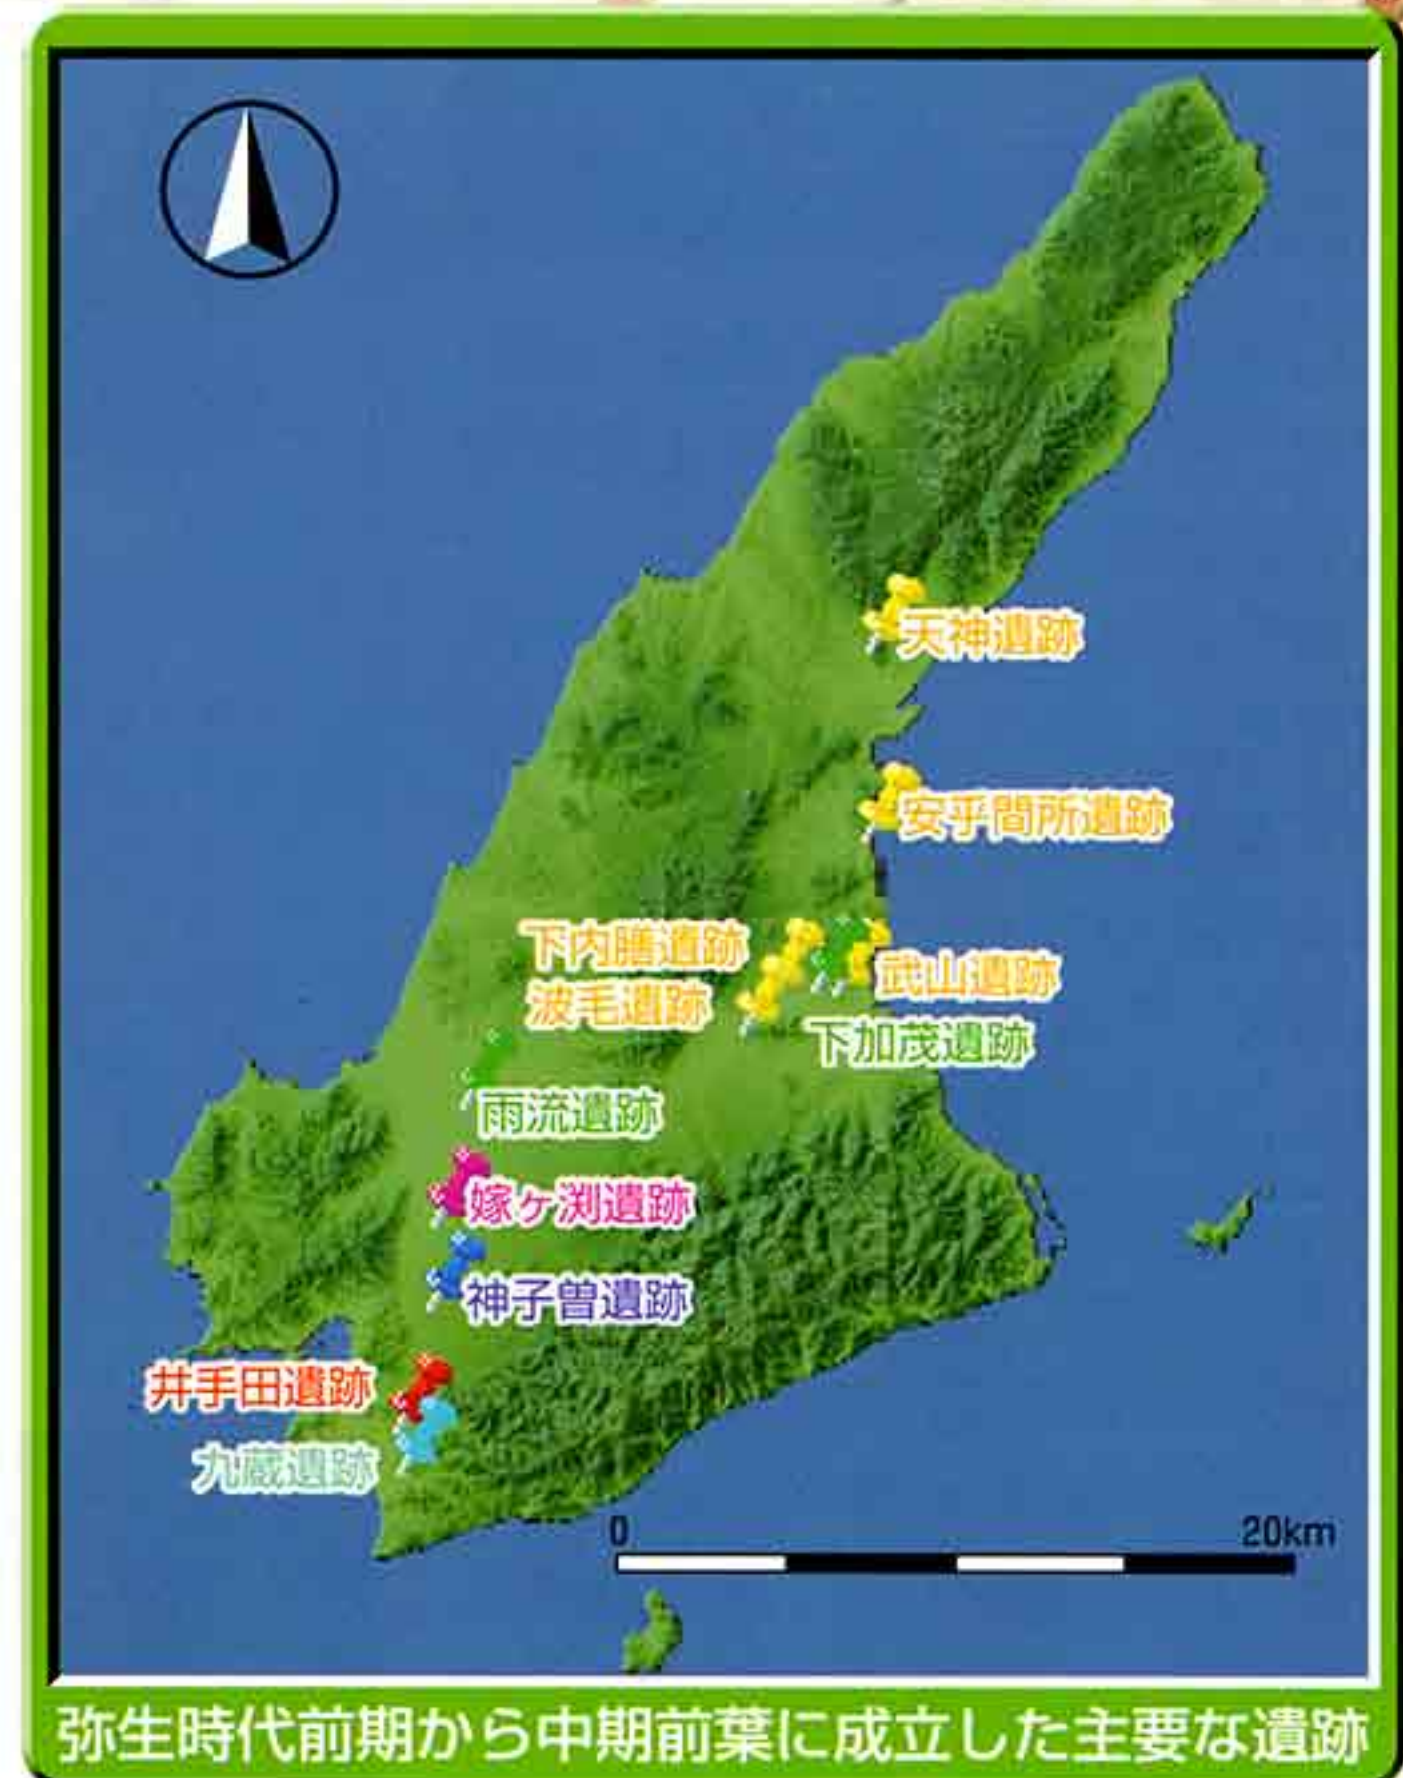 天神遺跡
安乎間所遺跡
下内膳遺跡
武山遺跡
波毛遺跡
下加茂遺跡
雨流遺跡
嫁ヶ渕遺跡
神子曽遺跡
井手田遺跡
九蔵遺跡
0 20km
弥生時代前期から中期前葉に成立した主要な遺跡